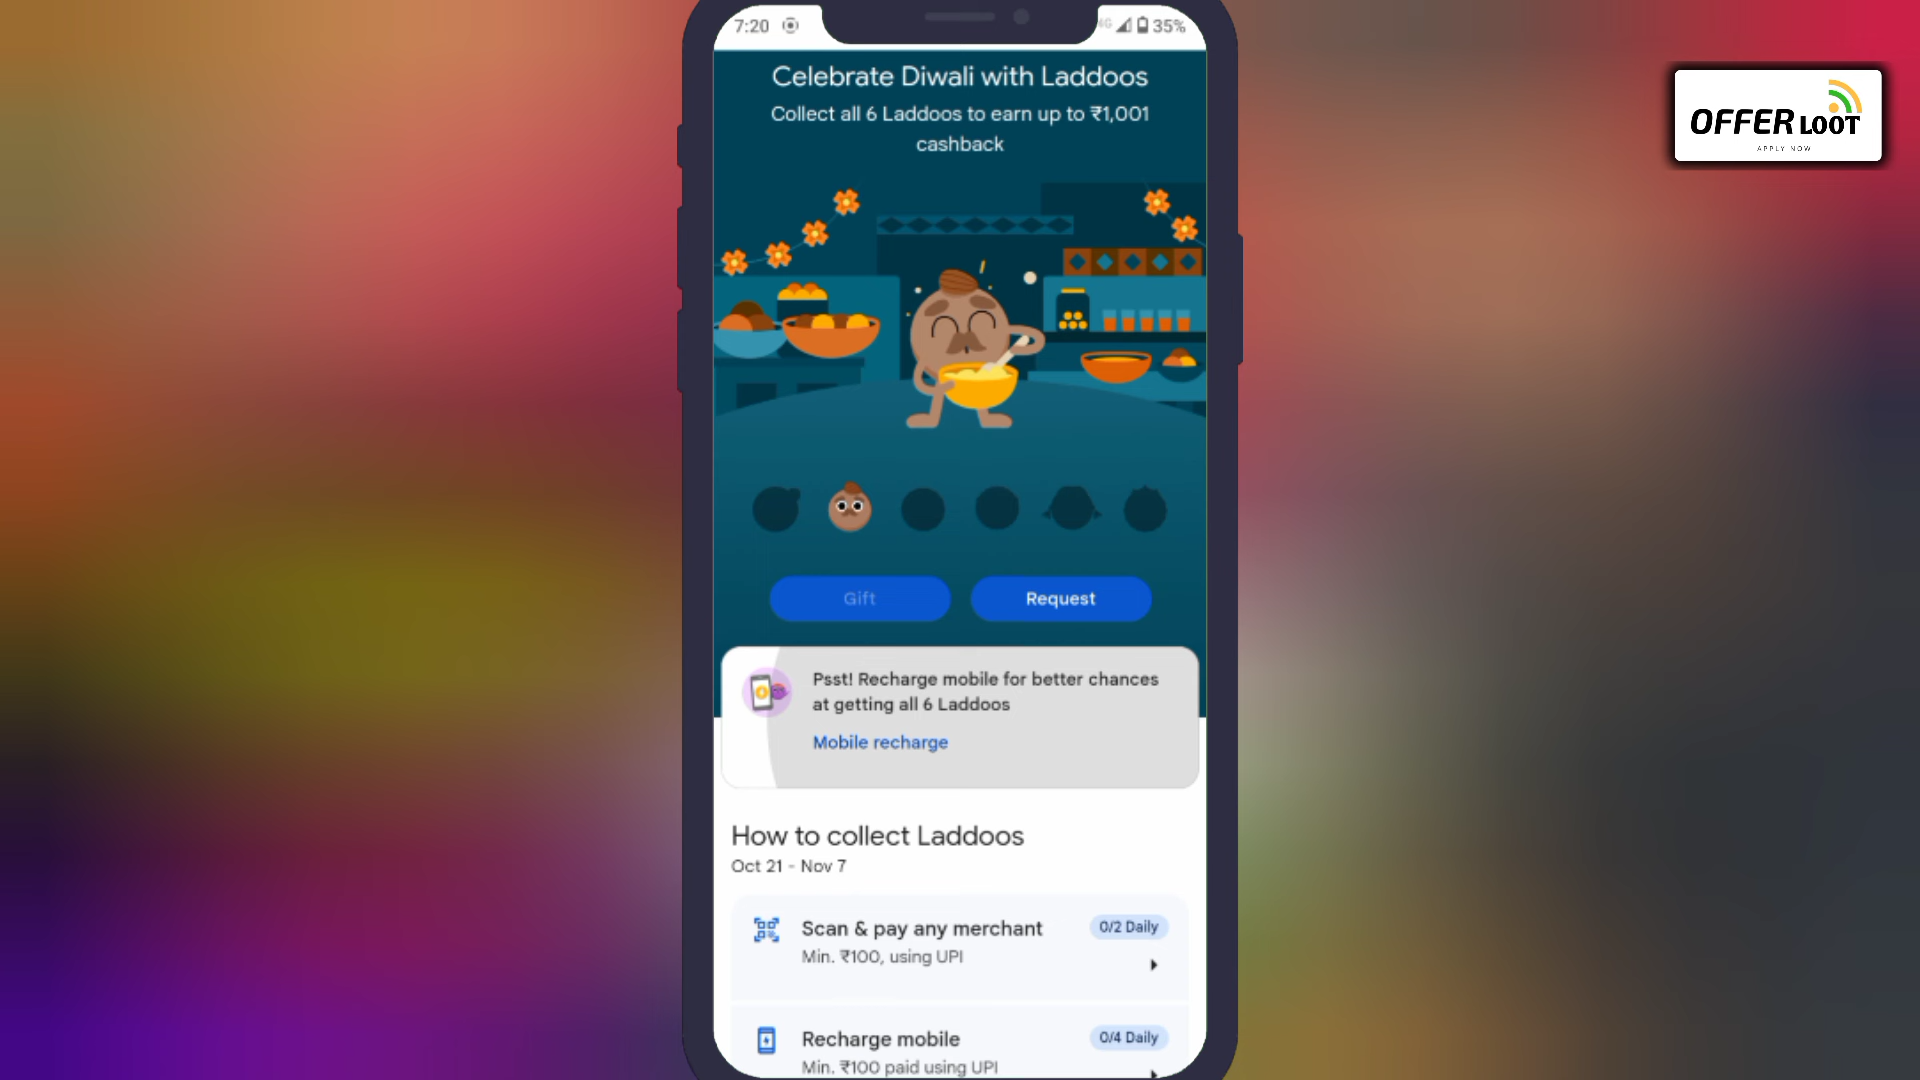 7:20
4G
35%
Celebrate Diwali with Laddoos
Collect all 6 Laddoos to earn up to ₹1,001
cashback
OFFER LOOT
APPLY NOW
Gift
Request
Psst! Recharge mobile for better chances
at getting all 6 Laddoos
Mobile recharge
How to collect Laddoos
Oct 21 - Nov 7
Scan & pay any merchant
0/2 Daily
Min. ₹100, using UPI
Recharge mobile
0/4 Daily
Min. ₹100 paid using UPI